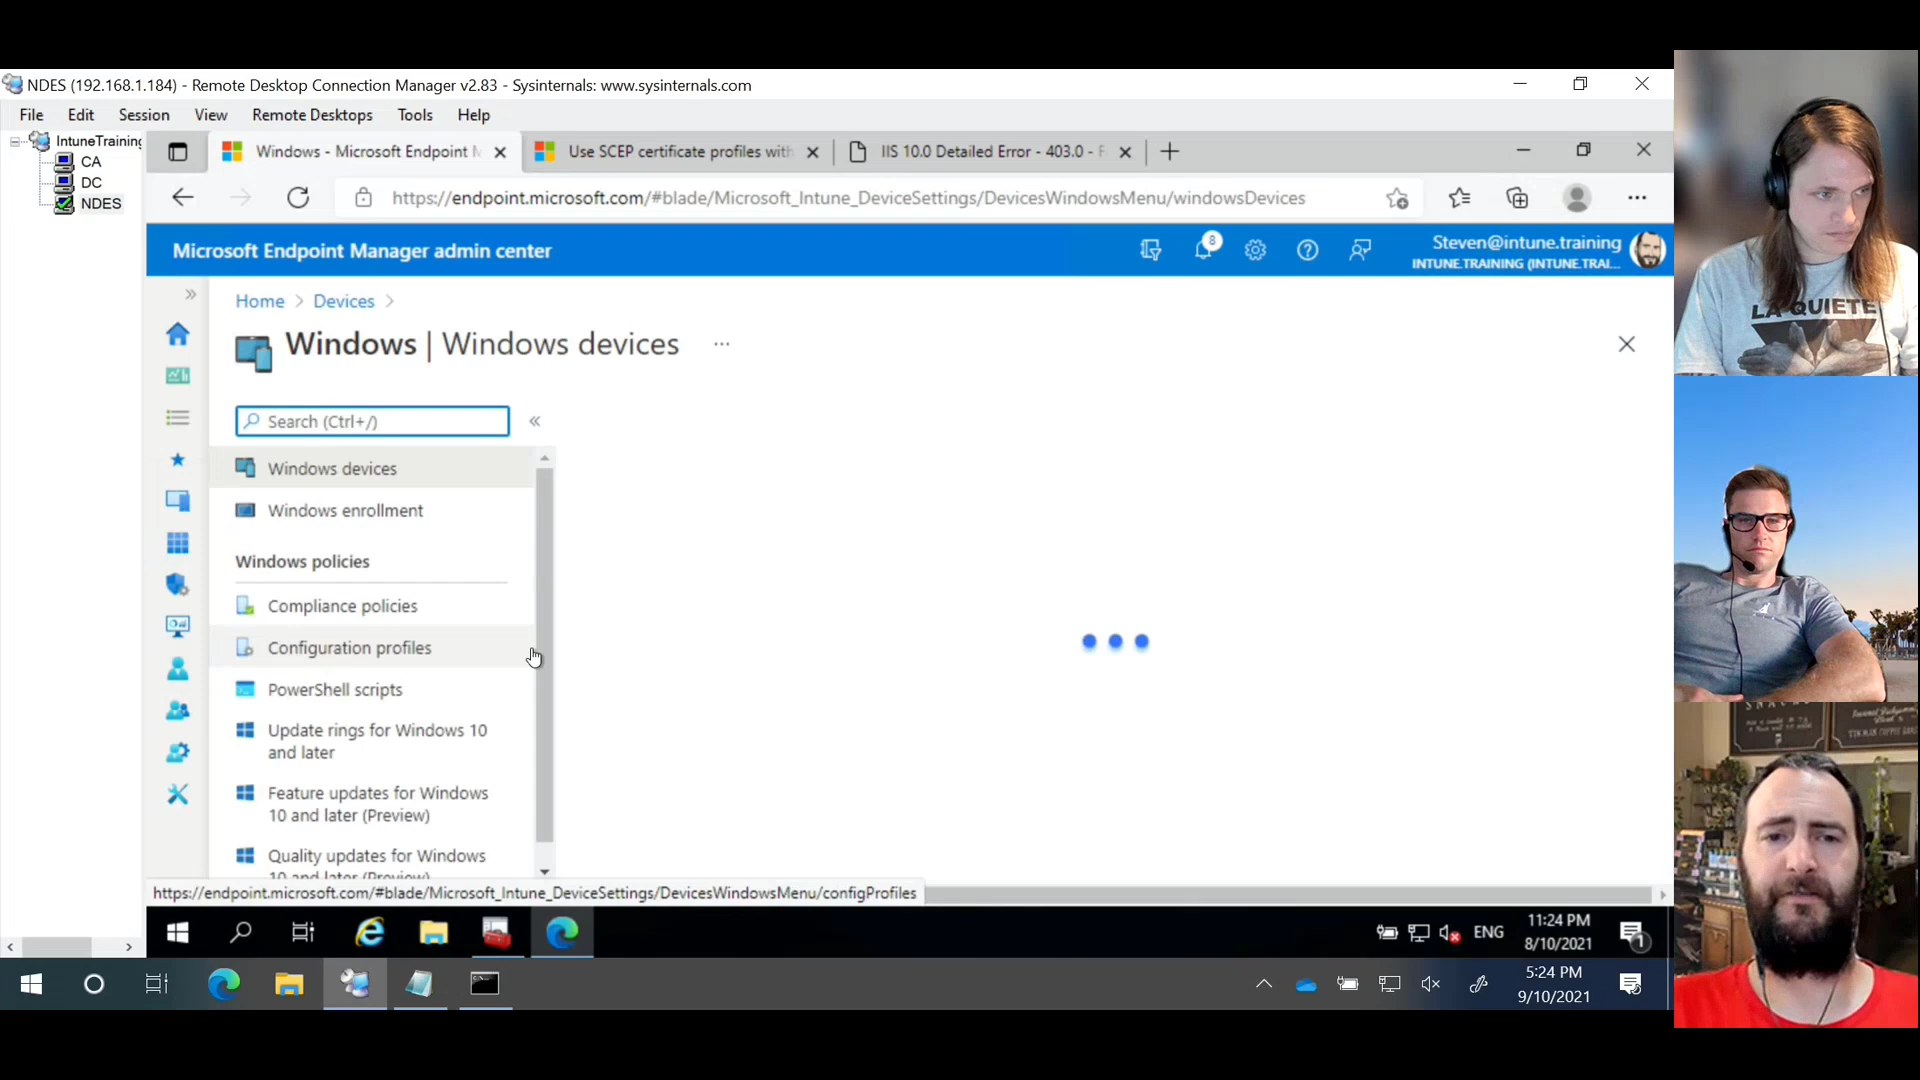 NDES (192.168.1.184) - Remote Desktop Connection Manager v2.83 - Sysinternals: www.sysinternals.com
File Edit Session View Remote Desktops Tools Help
IntuneTraining
CA
DC
NDES
Windows - Microsoft Endpoint M
Use SCEP certificate profiles with
IIS 10.0 Detailed Error - 403.0 - F
https://endpoint.microsoft.com/#blade/Microsoft_Intune_DeviceSettings/DevicesWindowsMenu/windowsDevices
Microsoft Endpoint Manager admin center
8
Steven@intune.training
INTUNE.TRAINING (INTUNE.TRAI...
Home > Devices >
Windows | Windows devices ...
Search (Ctrl+/)
Windows devices
Windows enrollment
Windows policies
Compliance policies
Configuration profiles
PowerShell scripts
Update rings for Windows 10
and later
Feature updates for Windows
10 and later (Preview)
Quality updates for Windows
10 and later (Preview)
https://endpoint.microsoft.com/#blade/Microsoft_Intune_DeviceSettings/DevicesWindowsMenu/configProfiles
ENG
11:24 PM
8/10/2021
1
5:24 PM
9/10/2021
LA QUIETE